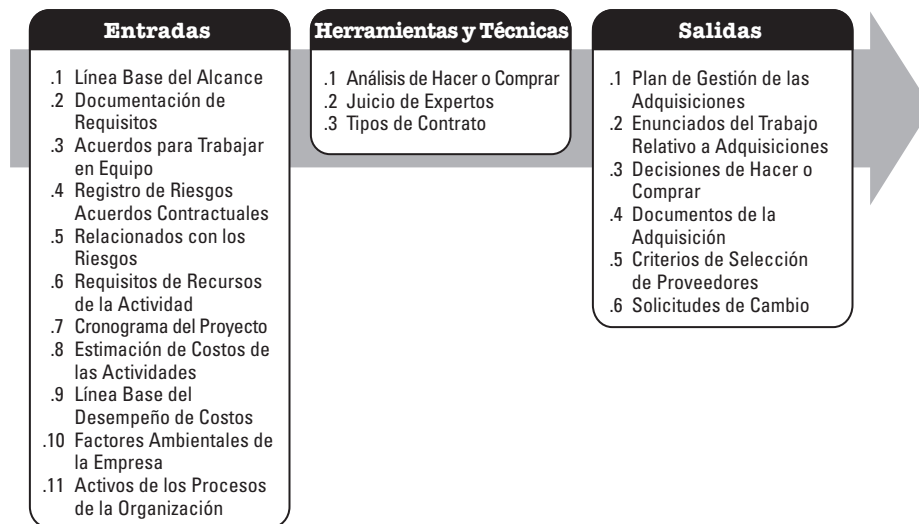 Entradas
.1 Línea Base del Alcance
.2 Documentación de
Requisitos
.3 Acuerdos para Trabajar
en Equipo
.4 Registro de Riesgos
Acuerdos Contractuales
.5 Relacionados con los
Riesgos
.6 Requisitos de Recursos
de la Actividad
.7 Cronograma del Proyecto
.8 Estimación de Costos de
las Actividades
.9 Línea Base del
Desempeño de Costos
.10 Factores Ambientales de
la Empresa
.11 Activos de los Procesos
de la Organización
Herramientas y Técnicas
.1 Análisis de Hacer o Comprar
.2 Juicio de Expertos
.3 Tipos de Contrato
Salidas
.1 Plan de Gestión de las
Adquisiciones
.2 Enunciados del Trabajo
Relativo a Adquisiciones
.3 Decisiones de Hacer o
Comprar
.4 Documentos de la
Adquisición
.5 Criterios de Selección
de Proveedores
.6 Solicitudes de Cambio